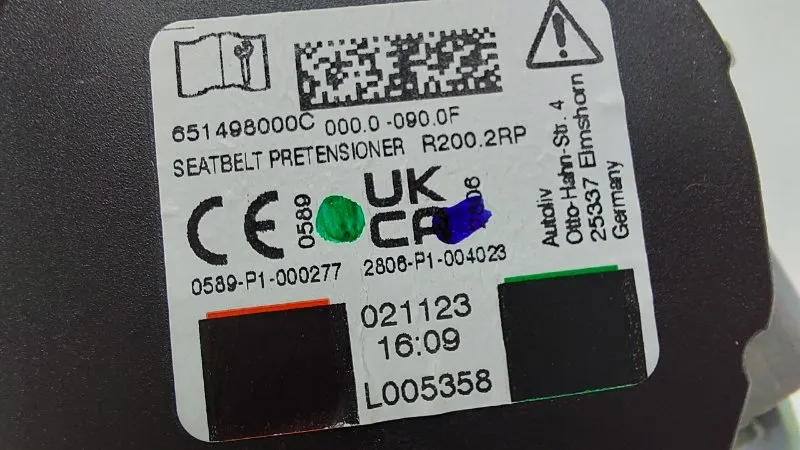 651498000C 000.0 -090.0F
SEATBELT PRETENSIONER R200.2RP
CE 0589
UK
CA
0589-P1-000277 2806-P1-004023
021123
16:09
L005358
Autoliv
Otto-Hahn-Str. 4
25337 Elmshorn
Germany